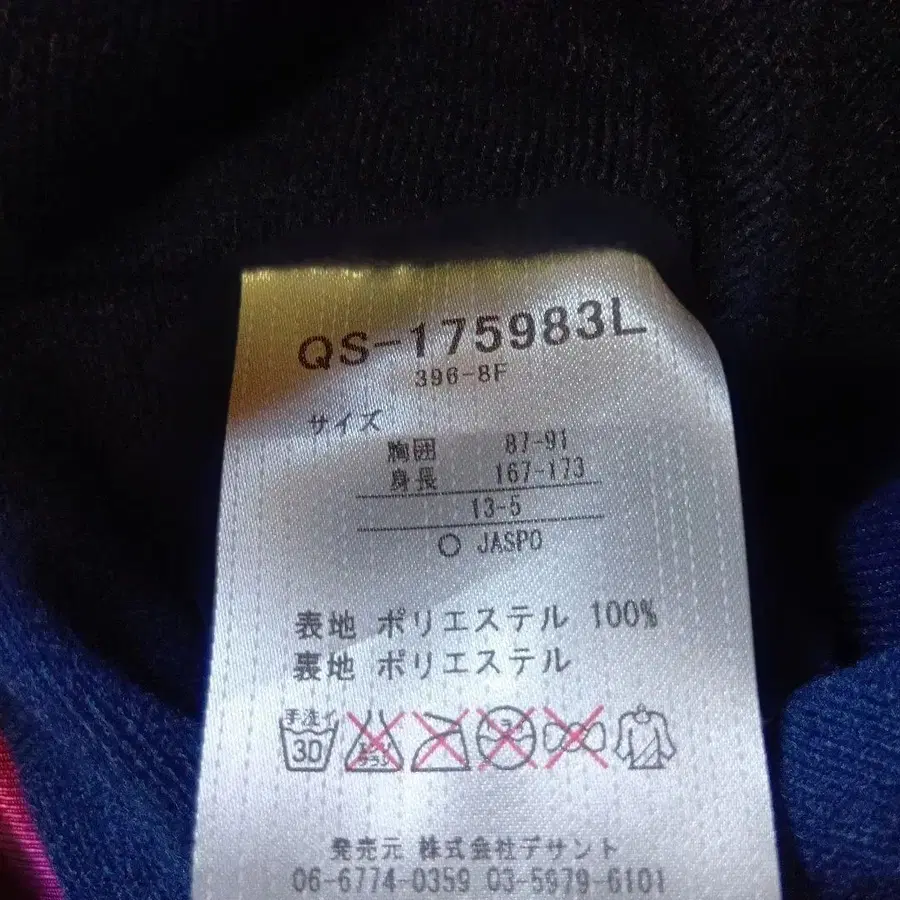 QS-175983L
396-8F
サイズ
胸囲 87-91
身長 167-173
13-5
○ JASPO
表地 ポリエステル 100%
裏地 ポリエステル
手洗イ
30
発売元 株式会社デサント
06-6774-0359 03-5979-6101